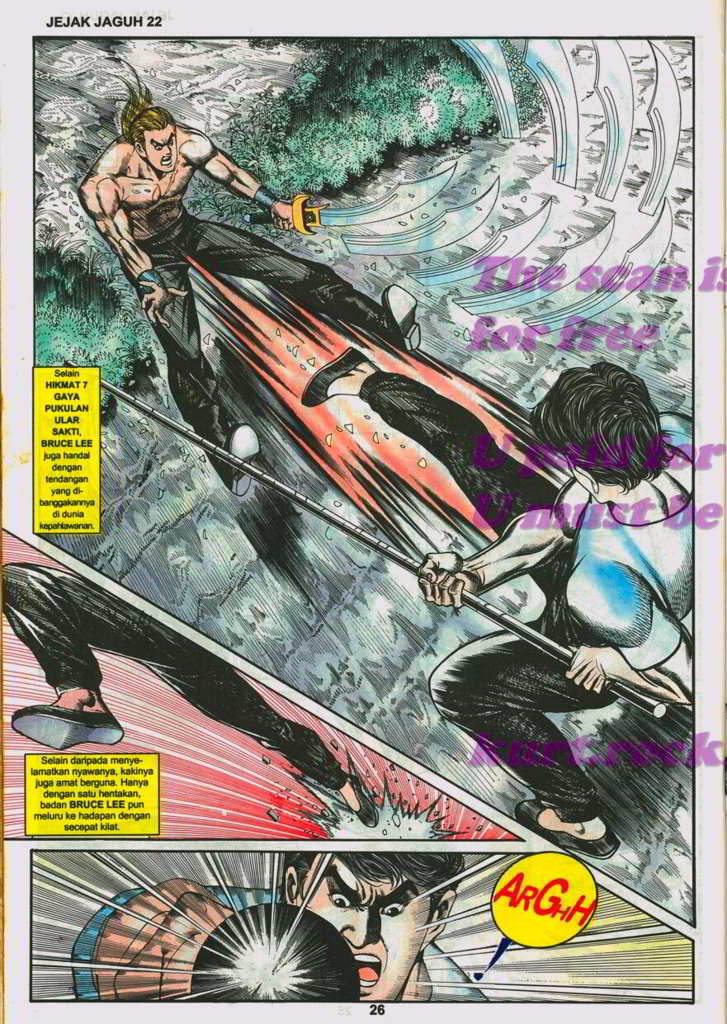 JEJAK JAGUH 22
The scan is
for free
Selain
HIKMAT 7
GAYA
PUKULAN
ULAR
SAKTI,
BRUCE LEE
juga handal
dengan
tendangan
yang di-
banggakannya
di dunia
kepahlawanan.
U paid for
U must be
kurt.rock.
Selain daripada menye-
lamatkan nyawanya, kakinya
juga amat berguna. Hanya
dengan satu hentakan,
badan BRUCE LEE pun
meluru ke hadapan dengan
secepat kilat.
ARGHH
26